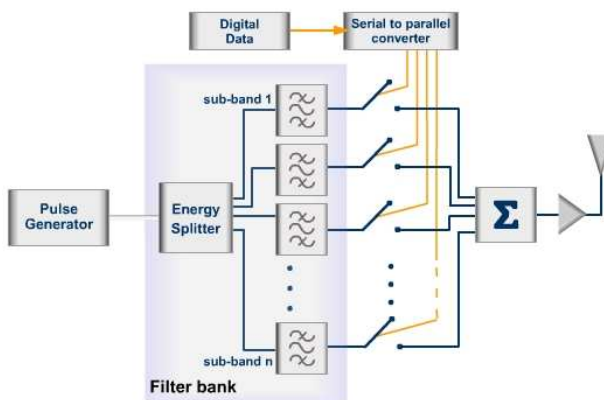 Digital
Data
Serial to parallel
converter
sub-band 1
Pulse
Generator
Energy
Splitter
Σ
sub-band n
Filter bank